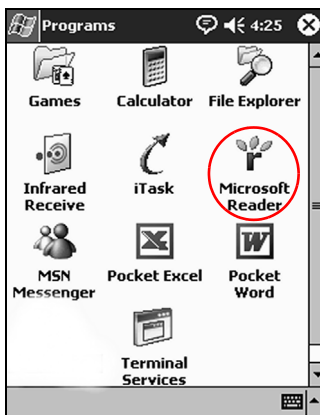 Programs 4:25
Games Calculator File Explorer
Infrared Receive iTask Microsoft Reader
MSN Messenger Pocket Excel Pocket Word
Terminal Services